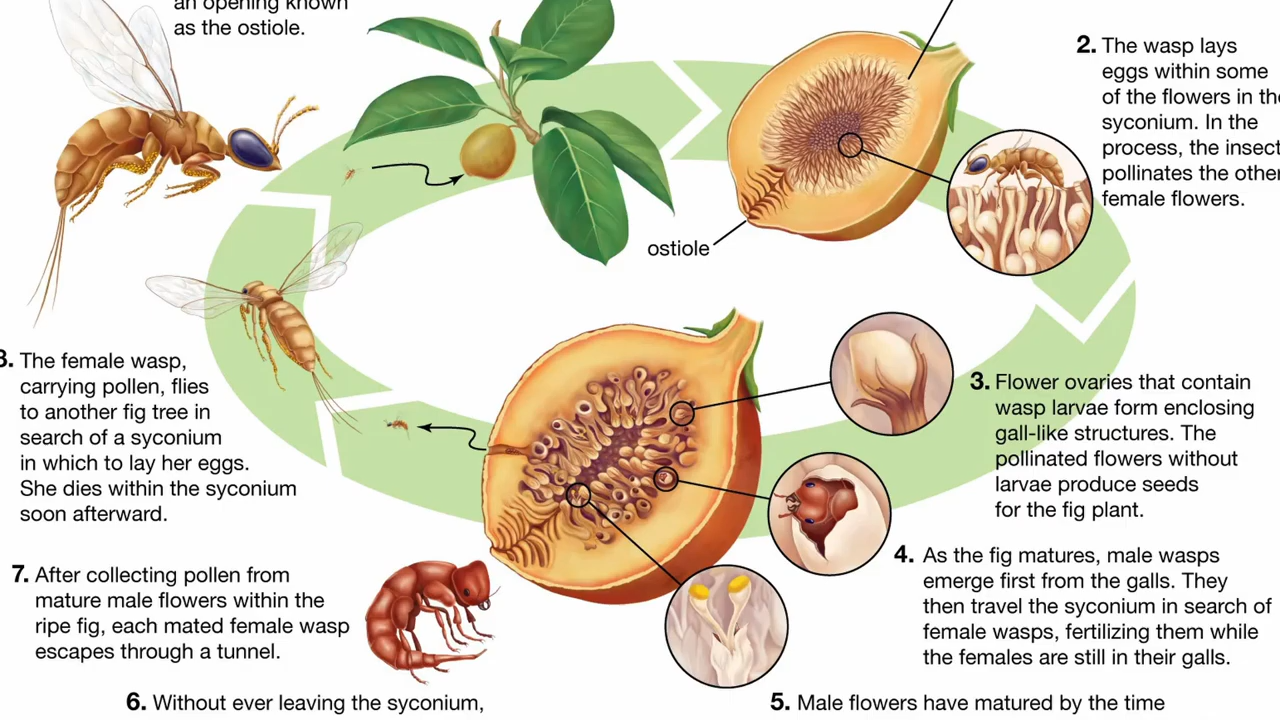 an opening known
as the ostiole.
2. The wasp lays
eggs within some
of the flowers in the
syconium. In the
process, the insect
pollinates the other
female flowers.
ostiole
3. Flower ovaries that contain
wasp larvae form enclosing
gall-like structures. The
pollinated flowers without
larvae produce seeds
for the fig plant.
4. As the fig matures, male wasps
emerge first from the galls. They
then travel the syconium in search of
female wasps, fertilizing them while
the females are still in their galls.
5. Male flowers have matured by the time
6. Without ever leaving the syconium,
7. After collecting pollen from
mature male flowers within the
ripe fig, each mated female wasp
escapes through a tunnel.
8. The female wasp,
carrying pollen, flies
to another fig tree in
search of a syconium
in which to lay her eggs.
She dies within the syconium
soon afterward.